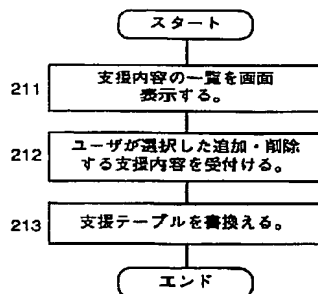 スタート
211
支援内容の一覧を画面
表示する。
212
ユーザが選択した追加・削除
する支援内容を受付ける。
213
支援テーブルを書換える。
エンド